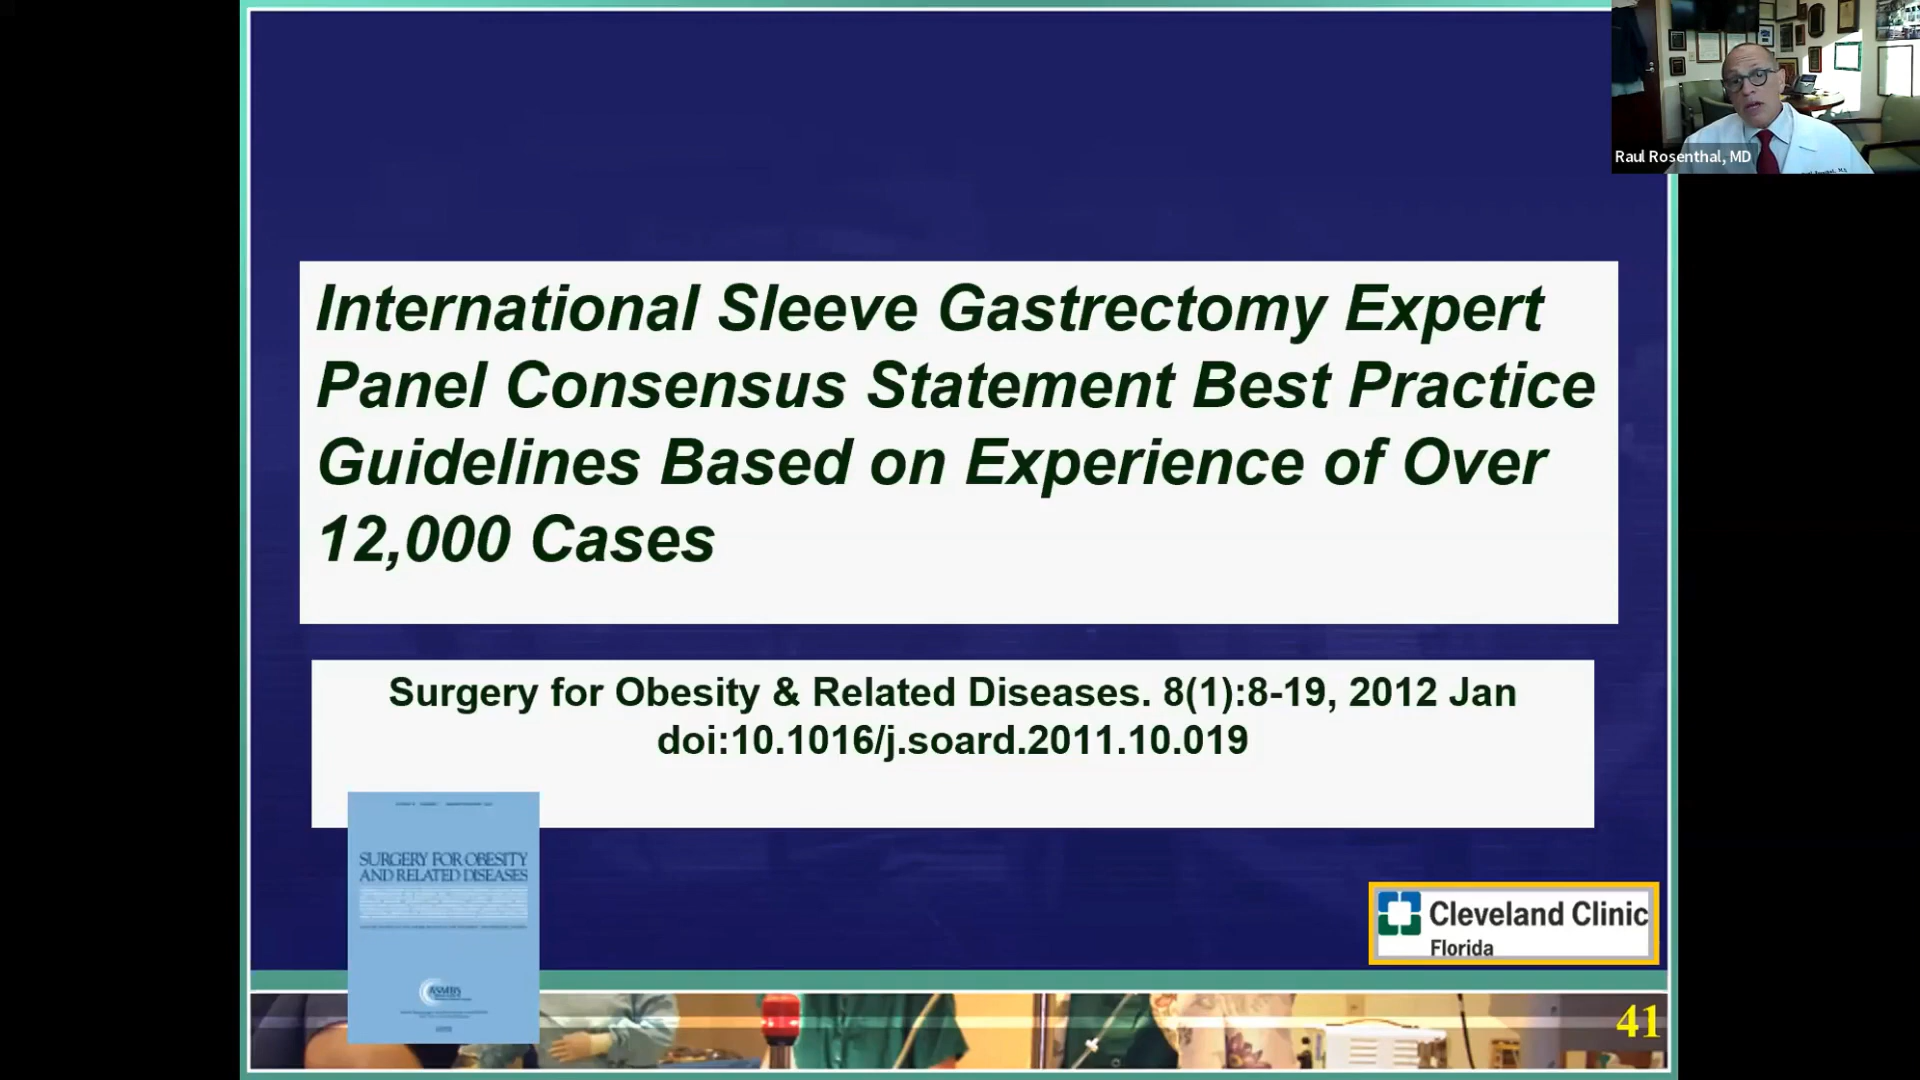 Raul Rosenthal, MD
International Sleeve Gastrectomy Expert
Panel Consensus Statement Best Practice
Guidelines Based on Experience of Over
12,000 Cases
Surgery for Obesity & Related Diseases. 8(1):8-19, 2012 Jan
doi:10.1016/j.soard.2011.10.019
SURGERY FOR OBESITY
AND RELATED DISEASES
ASMBS
Cleveland Clinic
Florida
41